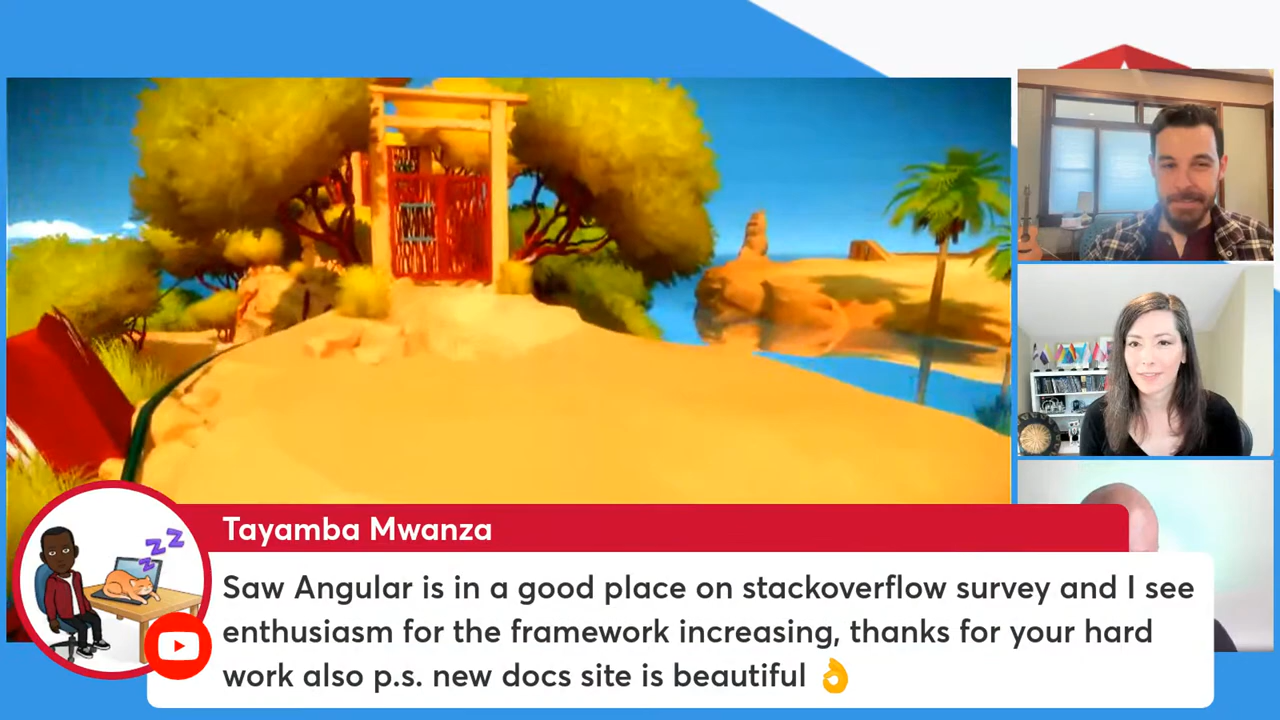 Tayamba Mwanza
Saw Angular is in a good place on stackoverflow survey and I see
enthusiasm for the framework increasing, thanks for your hard
work also p.s. new docs site is beautiful 👌